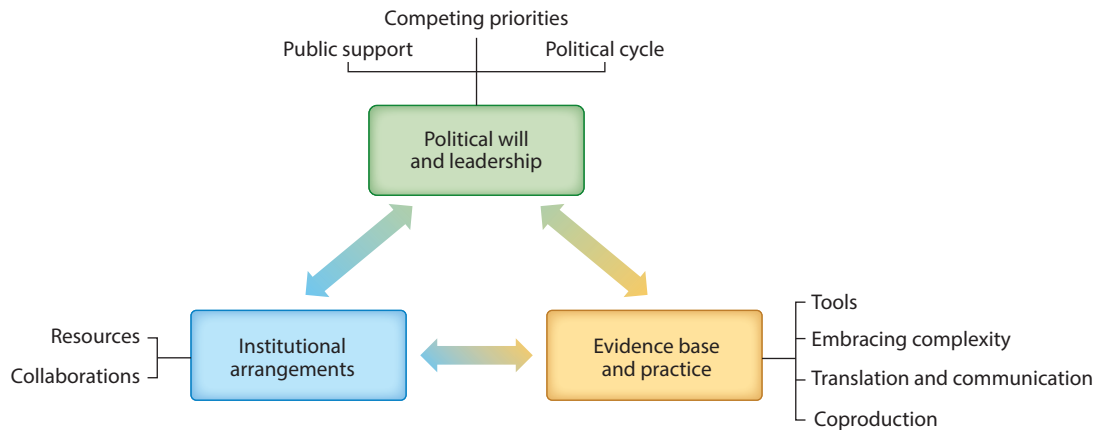 Competing priorities
Public support
Political cycle
Political will
and leadership
Resources
Collaborations
Institutional
arrangements
Evidence base
and practice
Tools
Embracing complexity
Translation and communication
Coproduction